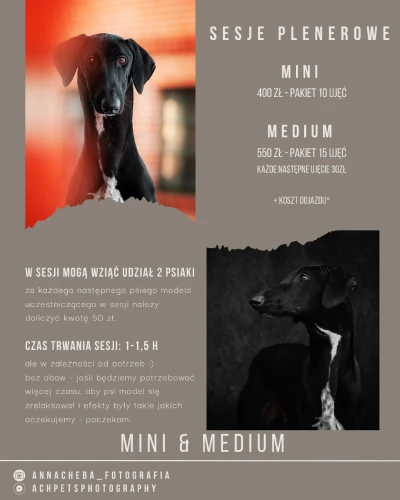 SESJE PLENEROWE
MINI
400 ZŁ - PAKIET 10 UJĘĆ
MEDIUM
550 ZŁ - PAKIET 15 UJĘĆ
KAŻDE NASTĘPNE UJĘCIE 30ZŁ
+ KOSZT DOJAZDU*
W SESJI MOGĄ WZIĄĆ UDZIAŁ 2 PSIAKI
za każdego następnego psiego modela
uczestniczącego w sesji należy
doliczyć kwotę 50 zł.
CZAS TRWANIA SESJI: 1-1,5 H
ale w zależności od potrzeb :)
bez obaw - jeśli będziemy potrzebować
więcej czasu, aby psi model się
zrelaksował i efekty były takie jakich
oczekujemy - poczekam.
MINI & MEDIUM
ANNACHEBA_FOTOGRAFIA
ACHPETSPHOTOGRAPHY